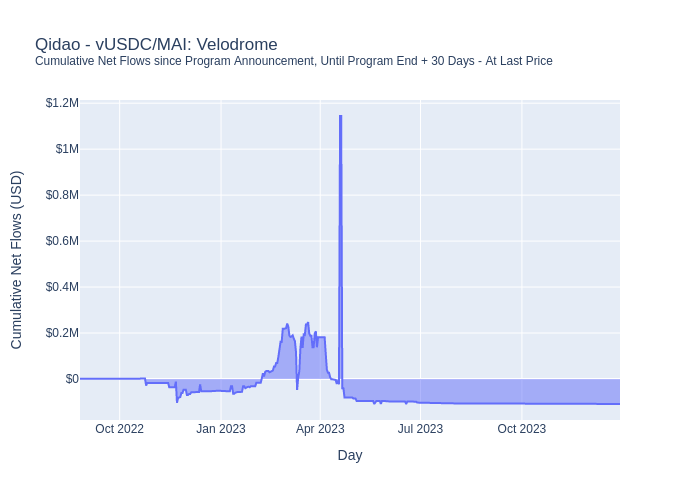 Qidao - vUSDC/MAI: Velodrome
Cumulative Net Flows since Program Announcement, Until Program End + 30 Days - At Last Price
Cumulative Net Flows (USD)
$1.2M
$1M
$0.8M
$0.6M
$0.4M
$0.2M
$0
Oct 2022
Jan 2023
Apr 2023
Jul 2023
Oct 2023
Day